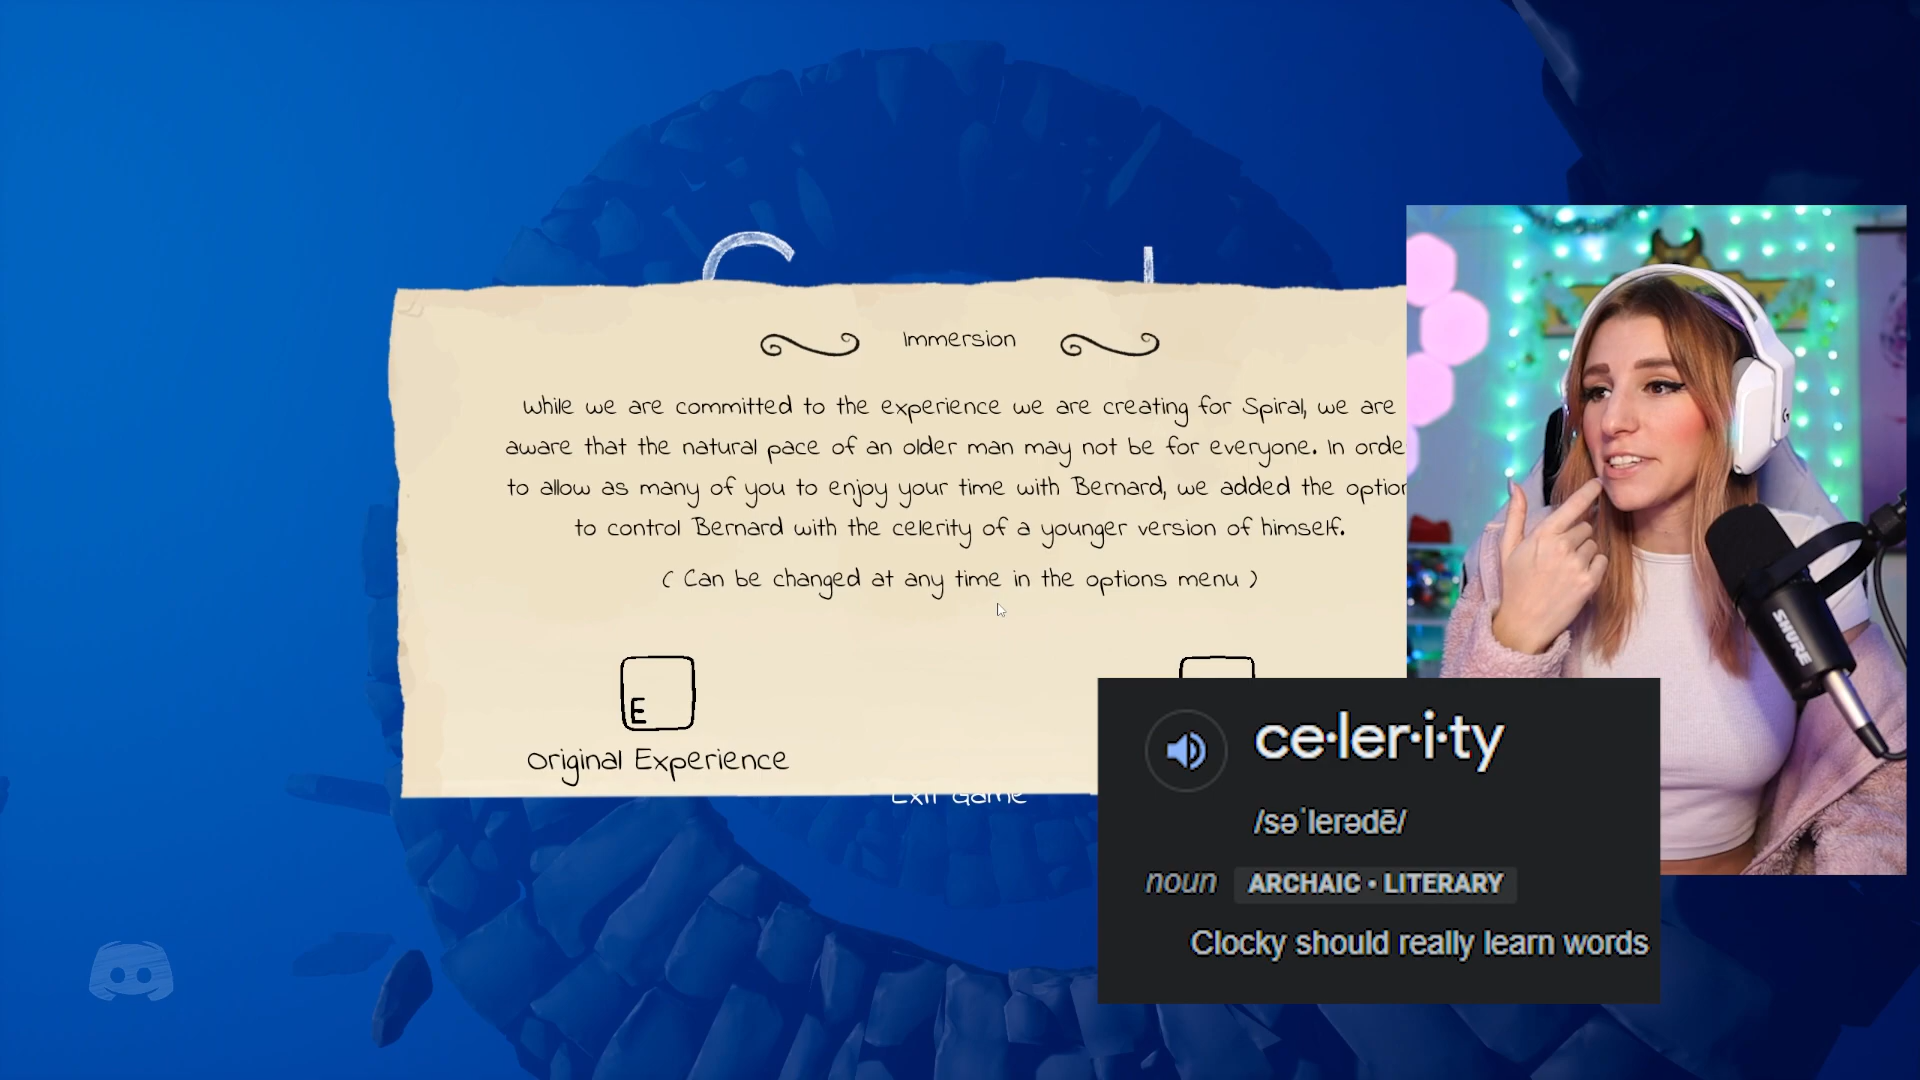 Immersion
While we are committed to the experience we are creating for Spiral, we are
aware that the natural pace of an older man may not be for everyone. In orde
to allow as many of you to enjoy your time with Bernard, we added the option
to control Bernard with the celerity of a younger version of himself.
( Can be changed at any time in the options menu )
E
Original Experience
Exit Game
ce·ler·i·ty
/səˈlerədē/
noun ARCHAIC • LITERARY
Clocky should really learn words
SHURE